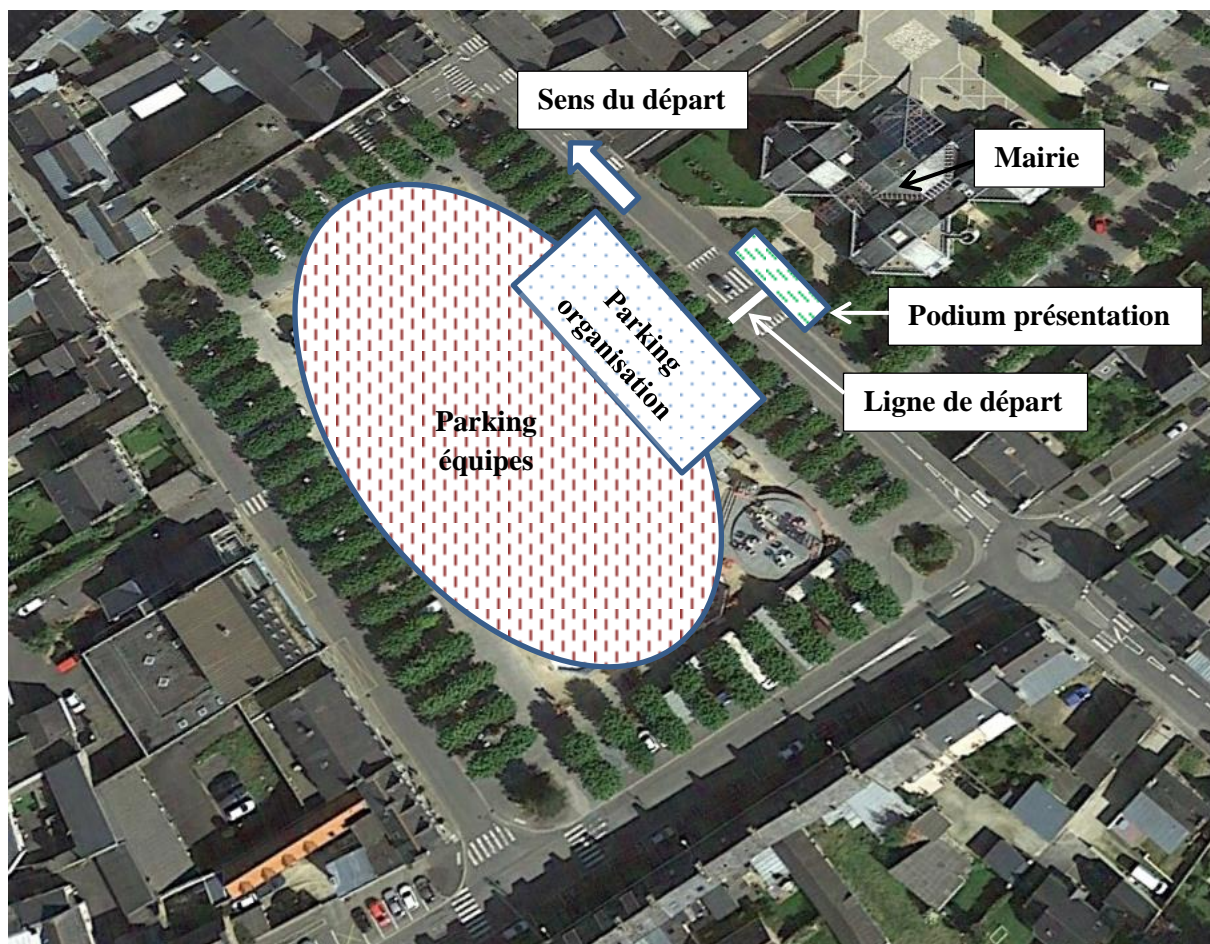 Sens du départ
Mairie
Podium présentation
Ligne de départ
Parking
organisation
Parking
équipes